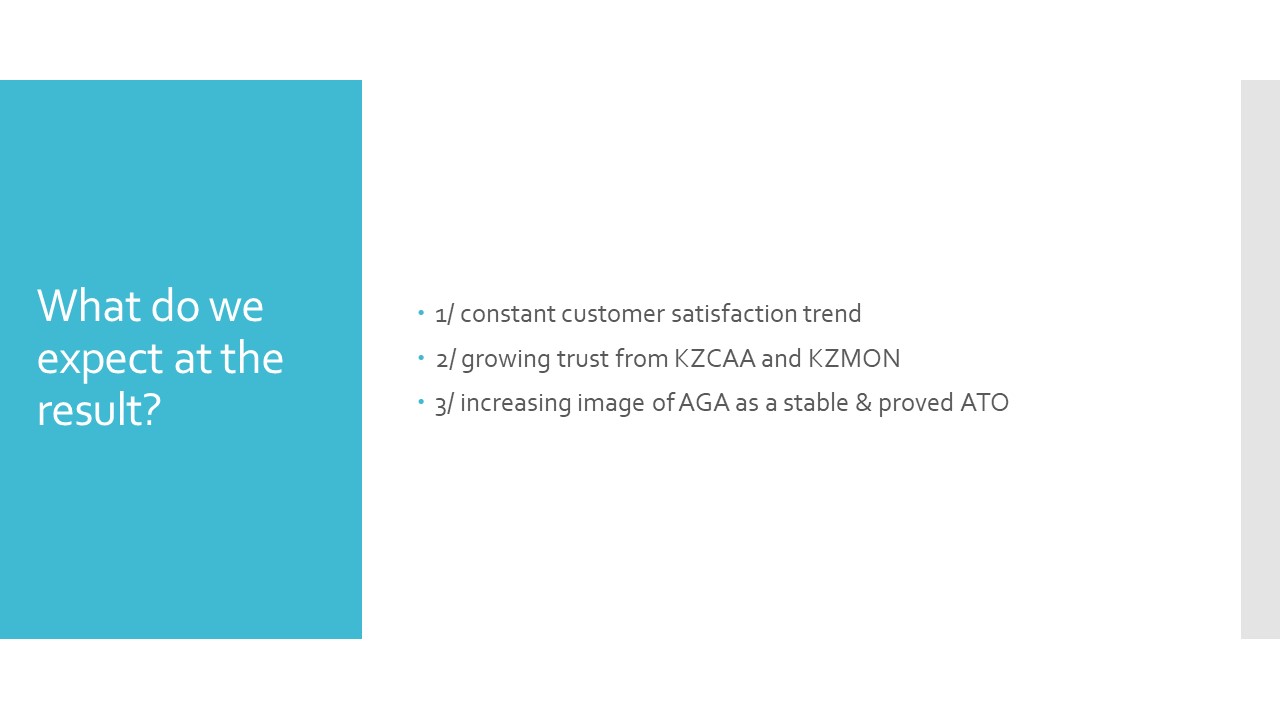 What do we
expect at the
result?
• 1/ constant customer satisfaction trend
• 2/ growing trust from KZCAA and KZMON
• 3/ increasing image of AGA as a stable & proved ATO